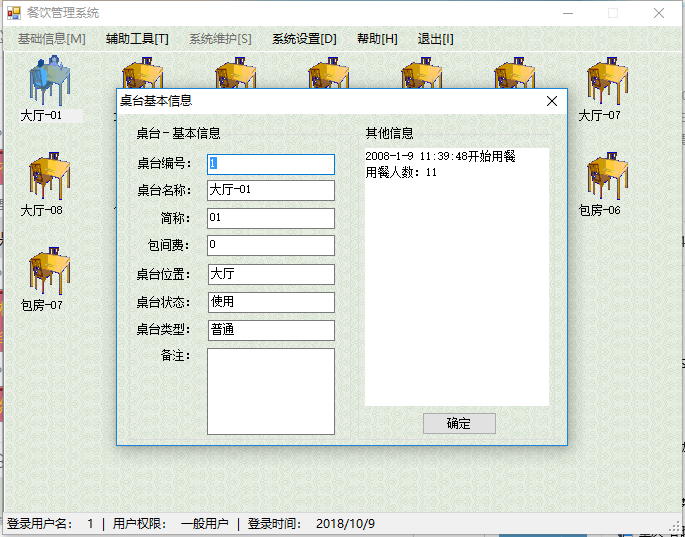 餐饮管理系统
基础信息[M] 辅助工具[T] 系统维护[S] 系统设置[D] 帮助[H] 退出[I]
大厅-01
大厅-07
桌台基本信息
桌台-基本信息
其他信息
桌台编号: 1
桌台名称: 大厅-01
简称: 01
包间费: 0
桌台位置: 大厅
桌台状态: 使用
桌台类型: 普通
备注:
2008-1-9 11:39:48开始用餐
用餐人数: 11
大厅-08
包房-06
包房-07
确定
登录用户名: 1 | 用户权限: 一般用户 | 登录时间: 2018/10/9